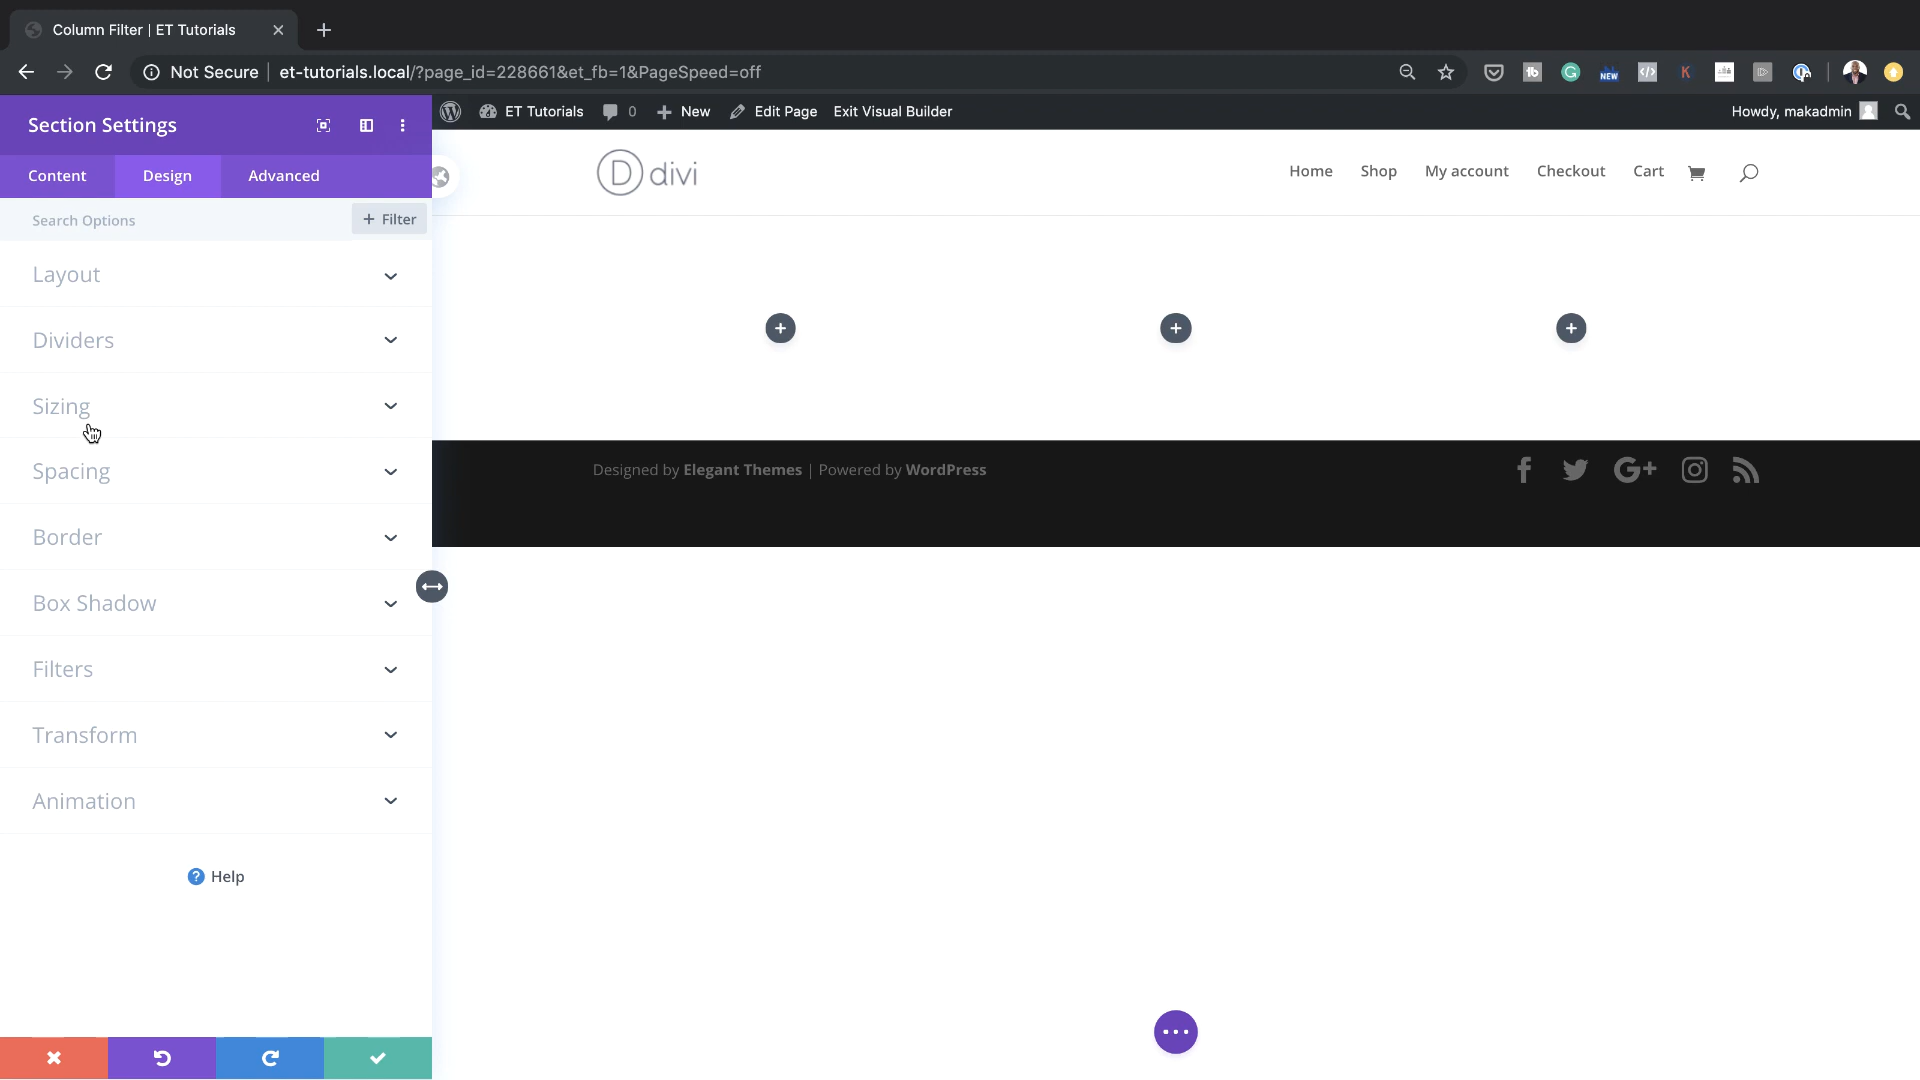 Column Filter | ET Tutorials
Not Secure | et-tutorials.local/?page_id=228661&et_fb=1&PageSpeed=off
Section Settings
ET Tutorials 0 New Edit Page Exit Visual Builder Howdy, makadmin
Content Design Advanced
divi Home Shop My account Checkout Cart
Search Options + Filter
Layout
Dividers
Sizing
Spacing
Border
Box Shadow
Filters
Transform
Animation
Help
Designed by Elegant Themes | Powered by WordPress